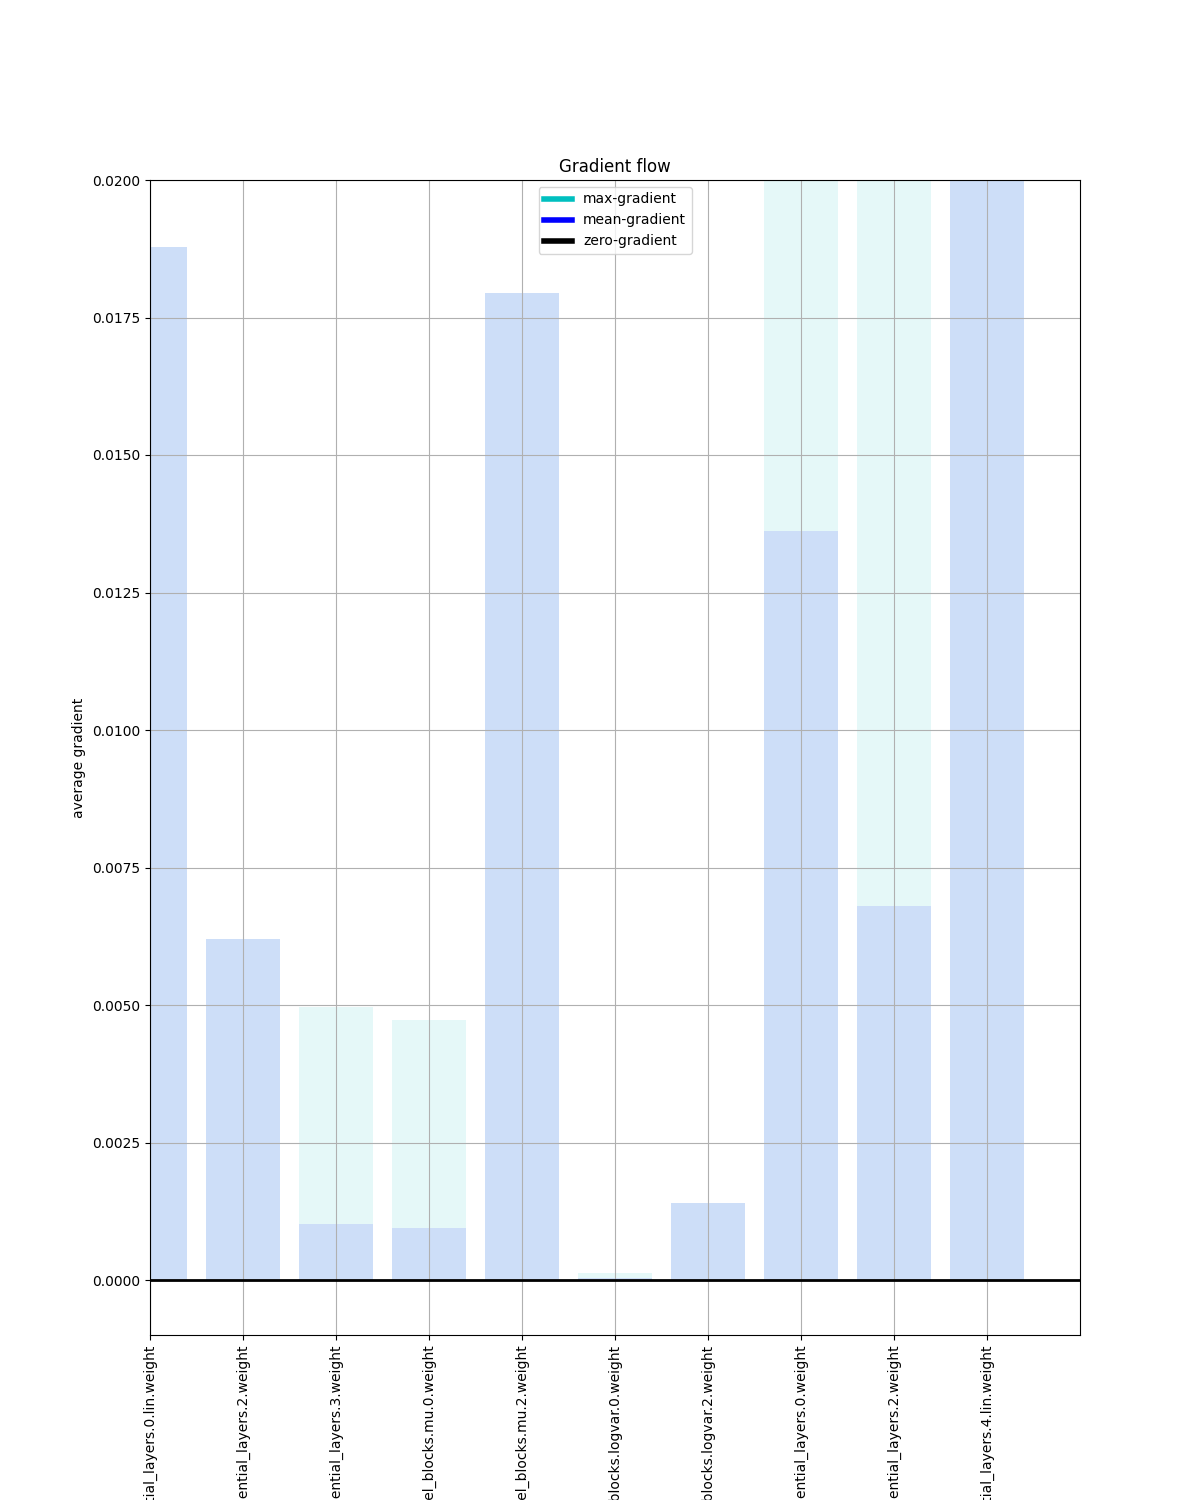 Gradient flow
max-gradient
mean-gradient
zero-gradient
average gradient
0.0200
0.0175
0.0150
0.0125
0.0100
0.0075
0.0050
0.0025
0.0000
tial_layers.0.lin.weight
ential_layers.2.weight
ential_layers.3.weight
el_blocks.mu.0.weight
el_blocks.mu.2.weight
blocks.logvar.0.weight
blocks.logvar.2.weight
ential_layers.0.weight
ential_layers.2.weight
tial_layers.4.lin.weight